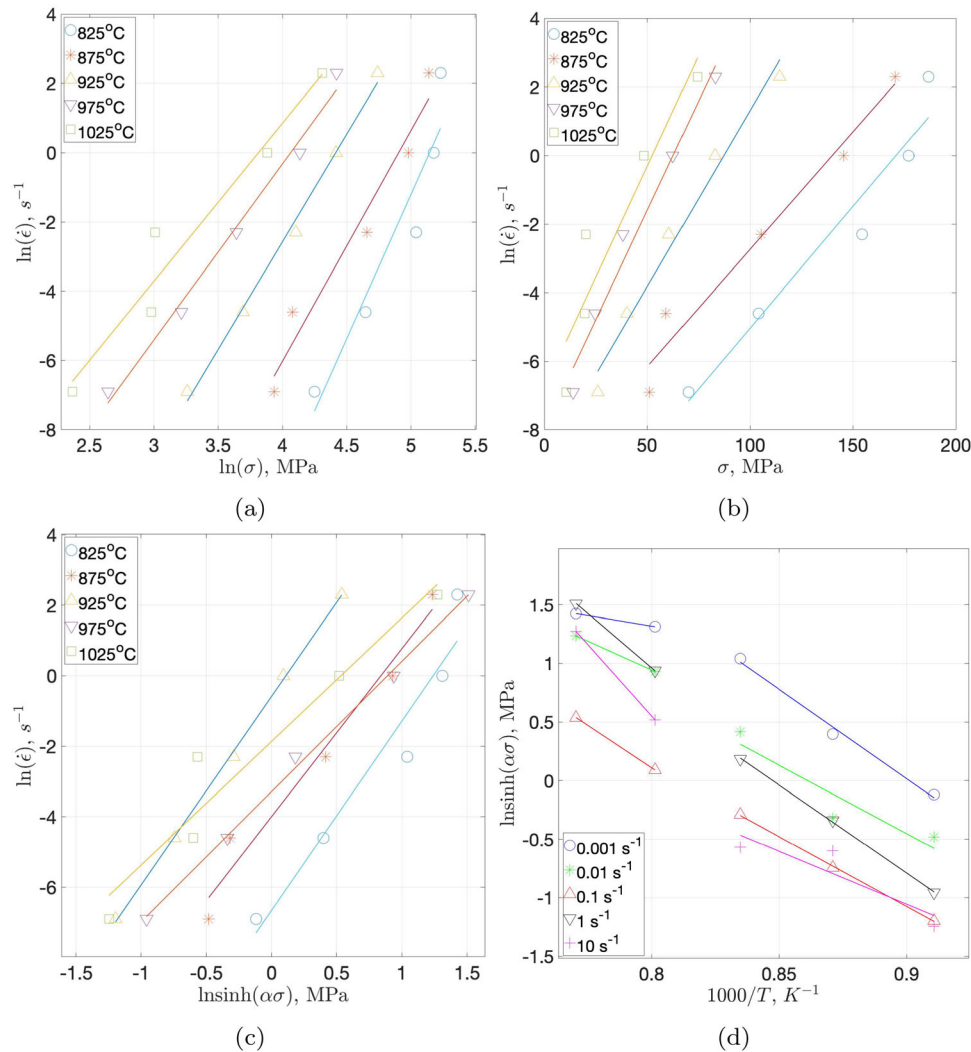 4
2
0
-2
-4
-6
-8
2.5 3 3.5 4 4.5 5 5.5
ln(ε̇), s⁻¹
ln(σ), MPa
825°C
875°C
925°C
975°C
1025°C
(a)
4
2
0
-2
-4
-6
-8
0 50 100 150 200
ln(ε̇), s⁻¹
σ, MPa
825°C
875°C
925°C
975°C
1025°C
(b)
4
2
0
-2
-4
-6
-1.5 -1 -0.5 0 0.5 1 1.5
ln(ε̇), s⁻¹
lnsinh(ασ), MPa
825°C
875°C
925°C
975°C
1025°C
(c)
1.5
1
0.5
0
-0.5
-1
-1.5
0.8 0.85 0.9
lnsinh(ασ), MPa
1000/T, K⁻¹
0.001 s⁻¹
0.01 s⁻¹
0.1 s⁻¹
1 s⁻¹
10 s⁻¹
(d)